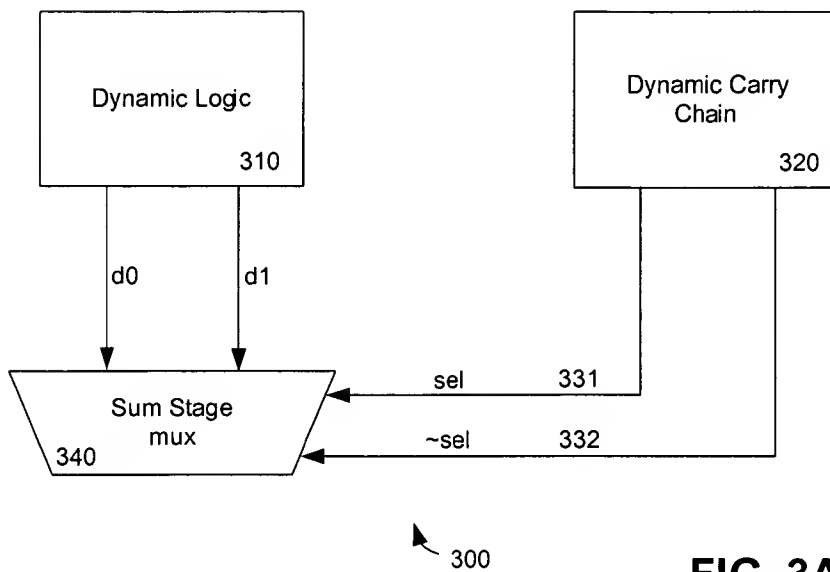 Dynamic Logic
310
Dynamic Carry
Chain
320
d0
d1
sel
331
~sel
332
Sum Stage
mux
340
300
FIG. 3A